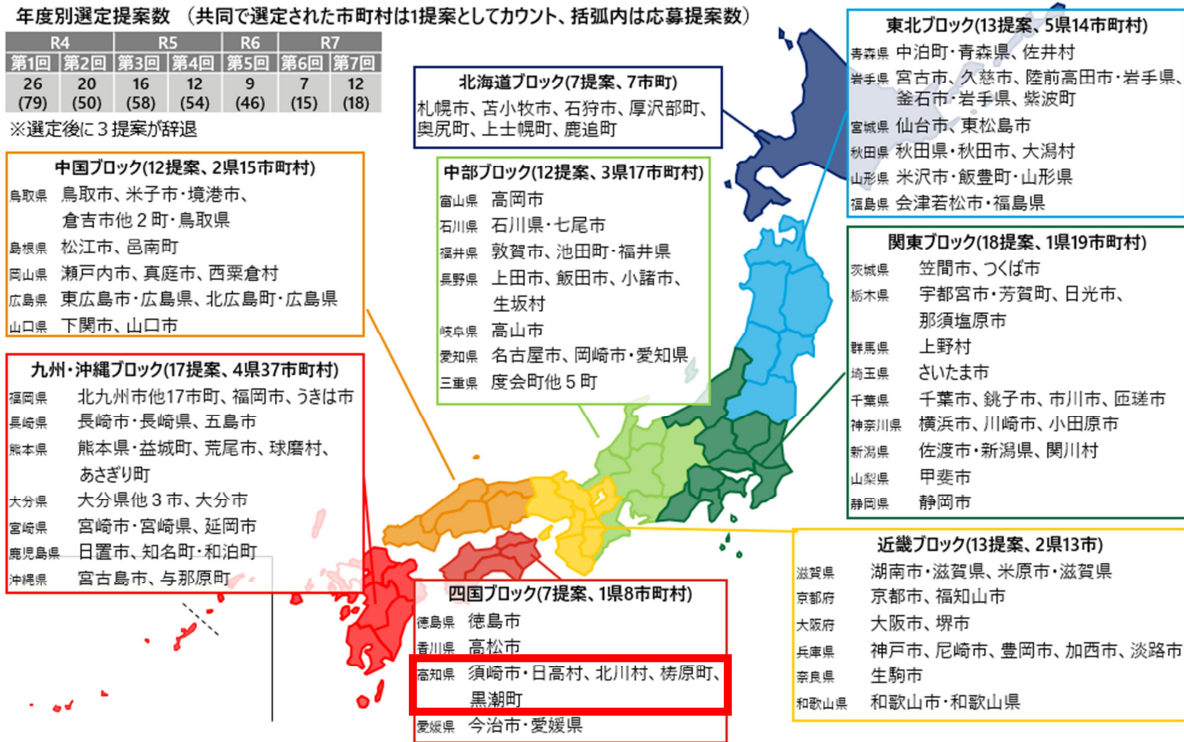 年度別選定提案数 （共同で選定された市町村は1提案としてカウント、括弧内は応募提案数）
R4 R5 R6 R7
第1回 第2回 第3回 第4回 第5回 第6回 第7回
26 20 16 12 9 7 12
(79) (50) (58) (54) (46) (15) (18)
※選定後に３提案が辞退
北海道ブロック(7提案、7市町)
札幌市、苫小牧市、石狩市、厚沢部町、
奥尻町、上士幌町、鹿追町
東北ブロック(13提案、5県14市町村)
青森県 中泊町・青森県、佐井村
岩手県 宮古市、久慈市、陸前高田市・岩手県、
釜石市・岩手県、紫波町
宮城県 仙台市、東松島市
秋田県 秋田県・秋田市、大潟村
山形県 米沢市・飯豊町・山形県
福島県 会津若松市・福島県
中国ブロック(12提案、2県15市町村)
鳥取県 鳥取市、米子市・境港市、
倉吉市他２町・鳥取県
島根県 松江市、邑南町
岡山県 瀬戸内市、真庭市、西粟倉村
広島県 東広島市・広島県、北広島町・広島県
山口県 下関市、山口市
中部ブロック(12提案、3県17市町村)
富山県 高岡市
石川県 石川県・七尾市
福井県 敦賀市、池田町・福井県
長野県 上田市、飯田市、小諸市、
生坂村
岐阜県 高山市
愛知県 名古屋市、岡崎市・愛知県
三重県 度会町他５町
関東ブロック(18提案、1県19市町村)
茨城県 笠間市、つくば市
栃木県 宇都宮市・芳賀町、日光市、
那須塩原市
群馬県 上野村
埼玉県 さいたま市
千葉県 千葉市、銚子市、市川市、匝瑳市
神奈川県 横浜市、川崎市、小田原市
新潟県 佐渡市・新潟県、関川村
山梨県 甲斐市
静岡県 静岡市
九州・沖縄ブロック(17提案、4県37市町村)
福岡県 北九州市他17市町、福岡市、うきは市
長崎県 長崎市・長崎県、五島市
熊本県 熊本県・益城町、荒尾市、球磨村、
あさぎり町
大分県 大分県他３市、大分市
宮崎県 宮崎市・宮崎県、延岡市
鹿児島県 日置市、知名町・和泊町
沖縄県 宮古島市、与那原町
四国ブロック(7提案、1県8市町村)
徳島県 徳島市
香川県 高松市
高知県 須崎市・日高村、北川村、梼原町、
黒潮町
愛媛県 今治市・愛媛県
近畿ブロック(13提案、2県13市)
滋賀県 湖南市・滋賀県、米原市・滋賀県
京都府 京都市、福知山市
大阪府 大阪市、堺市
兵庫県 神戸市、尼崎市、豊岡市、加西市、淡路市
奈良県 生駒市
和歌山県 和歌山市・和歌山県